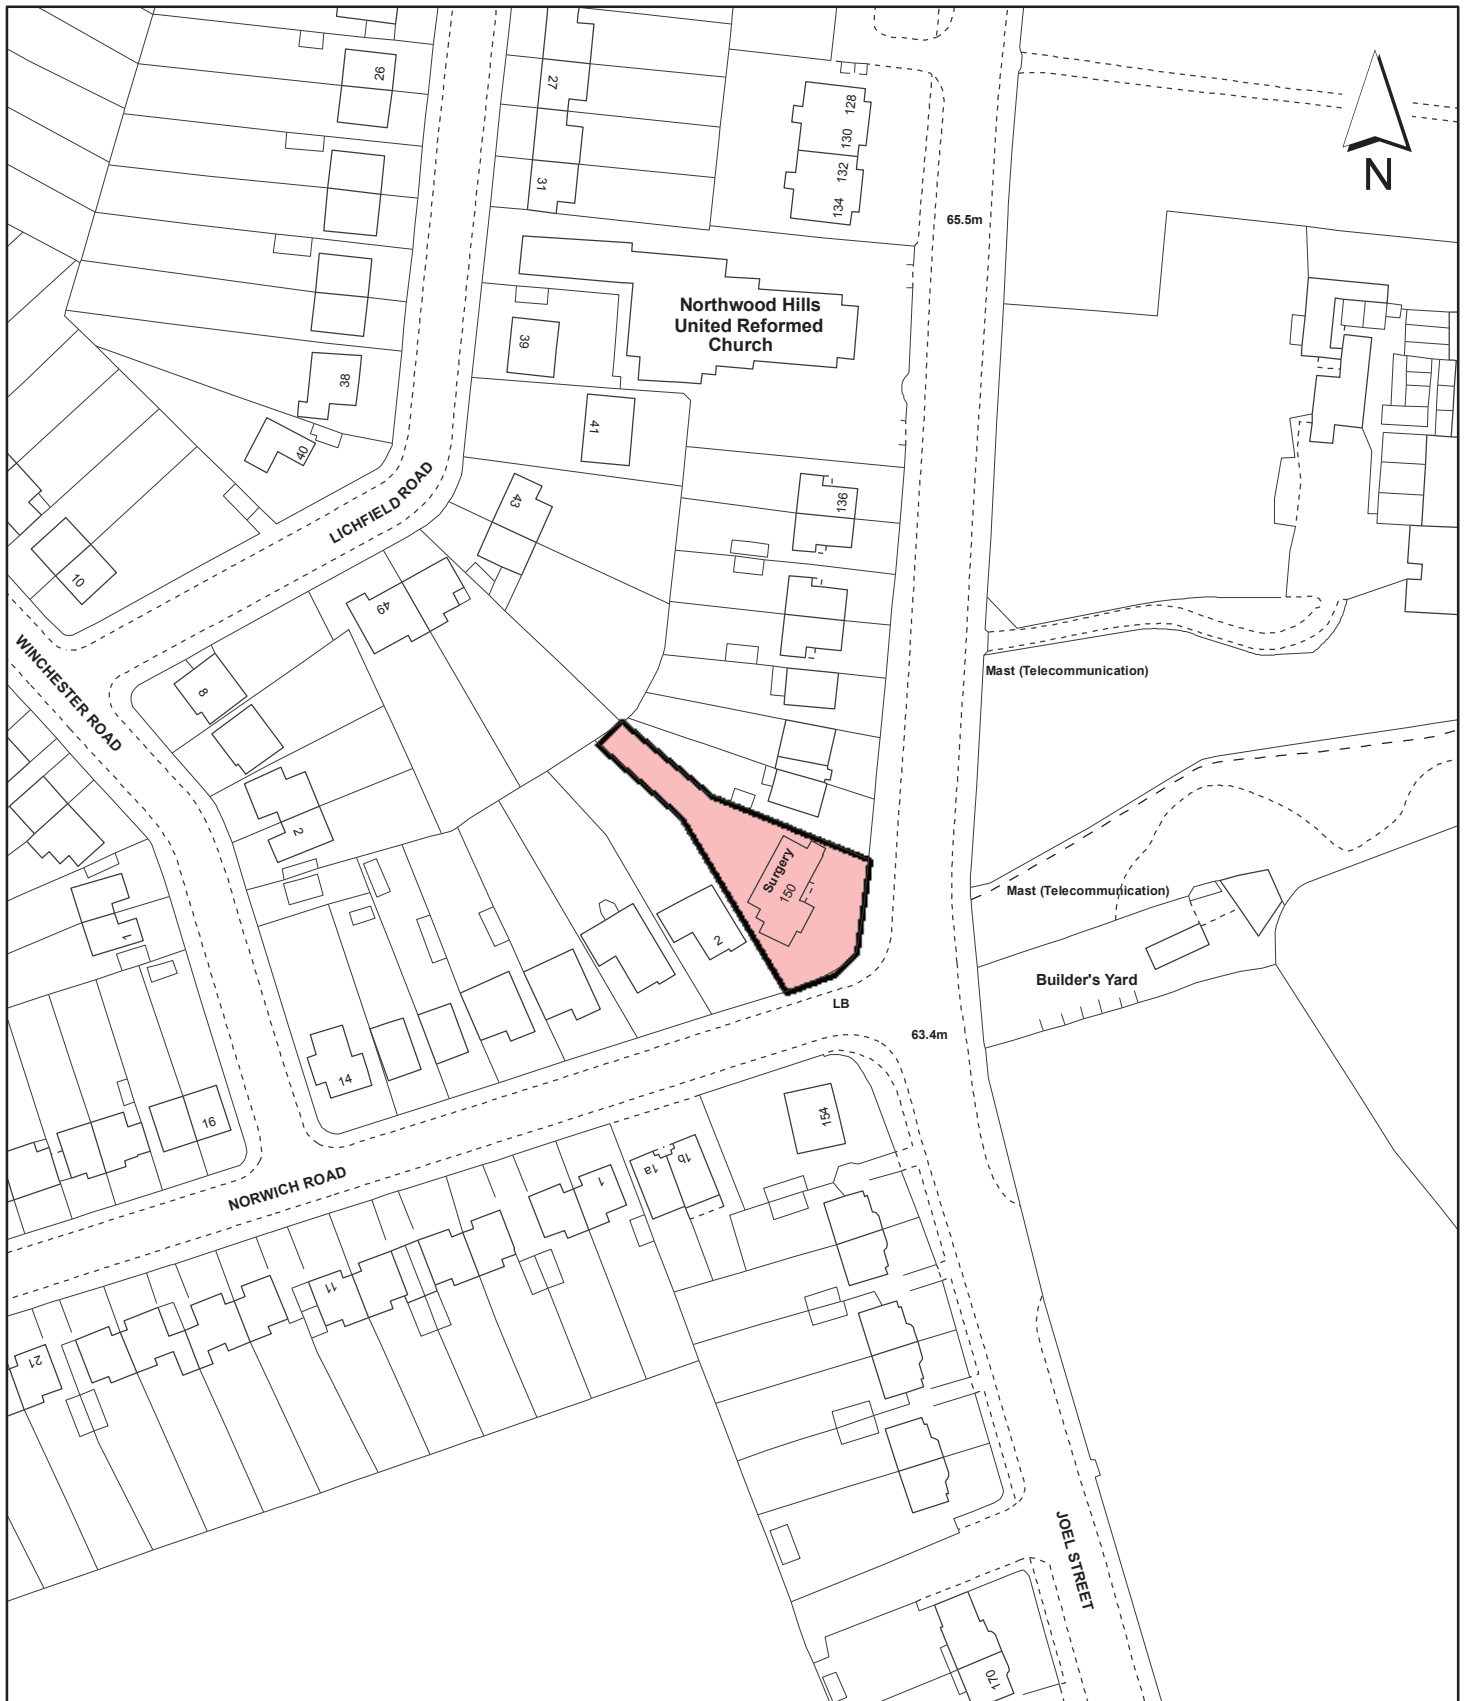 26
27
128
130
132
134
31
N
65.5m
Northwood Hills
United Reformed
Church
39
38
41
40
LICHFIELD ROAD
43
136
10
49
WINCHESTER ROAD
8
Mast (Telecommunication)
2
Surgery
150
Mast (Telecommunication)
1
2
Builder's Yard
LB
63.4m
14
16
154
1a
1b
1
NORWICH ROAD
11
21
JOEL STREET
170